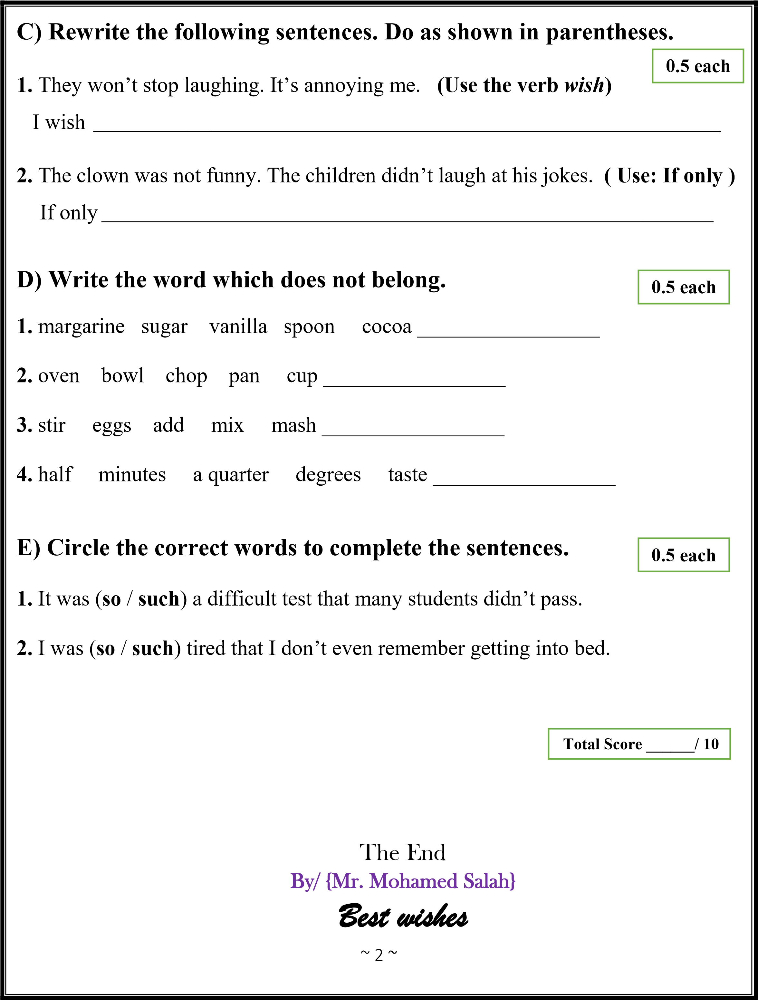 C) Rewrite the following sentences. Do as shown in parentheses.
0.5 each
1. They won’t stop laughing. It’s annoying me. (Use the verb wish)
I wish ______________________________________________________
2. The clown was not funny. The children didn’t laugh at his jokes. ( Use: If only )
If only ______________________________________________________
D) Write the word which does not belong.
0.5 each
1. margarine sugar vanilla spoon cocoa ________________
2. oven bowl chop pan cup ________________
3. stir eggs add mix mash ________________
4. half minutes a quarter degrees taste ________________
E) Circle the correct words to complete the sentences.
0.5 each
1. It was (so / such) a difficult test that many students didn’t pass.
2. I was (so / such) tired that I don’t even remember getting into bed.
Total Score ______/ 10
The End
By/ {Mr. Mohamed Salah}
Best wishes
~ 2 ~